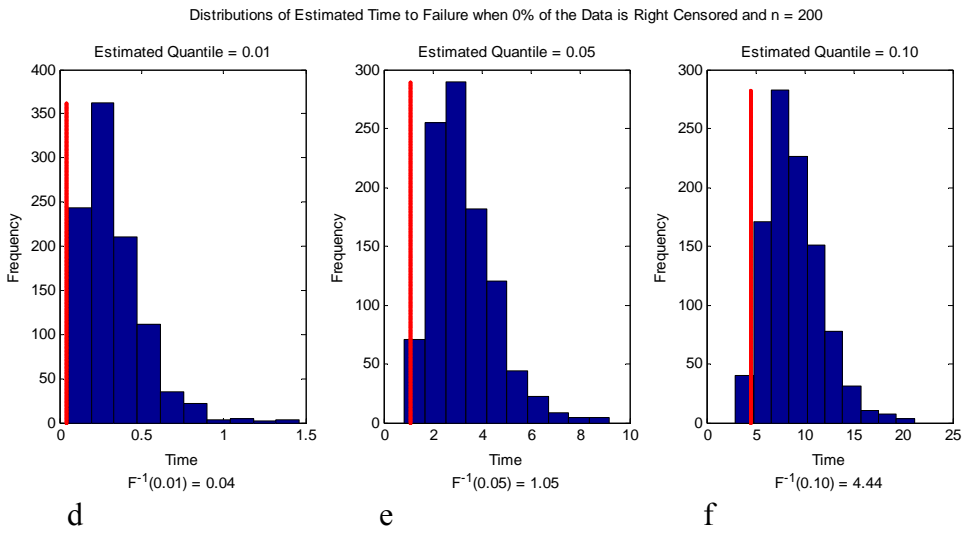 Distributions of Estimated Time to Failure when 0% of the Data is Right Censored and n = 200
Estimated Quantile = 0.01
400
350
300
250
200
150
100
50
0
Frequency
0 0.5 1 1.5
Time
F⁻¹(0.01) = 0.04
d
Estimated Quantile = 0.05
300
250
200
150
100
50
0
Frequency
0 2 4 6 8 10
Time
F⁻¹(0.05) = 1.05
e
Estimated Quantile = 0.10
300
250
200
150
100
50
0
Frequency
0 5 10 15 20 25
Time
F⁻¹(0.10) = 4.44
f